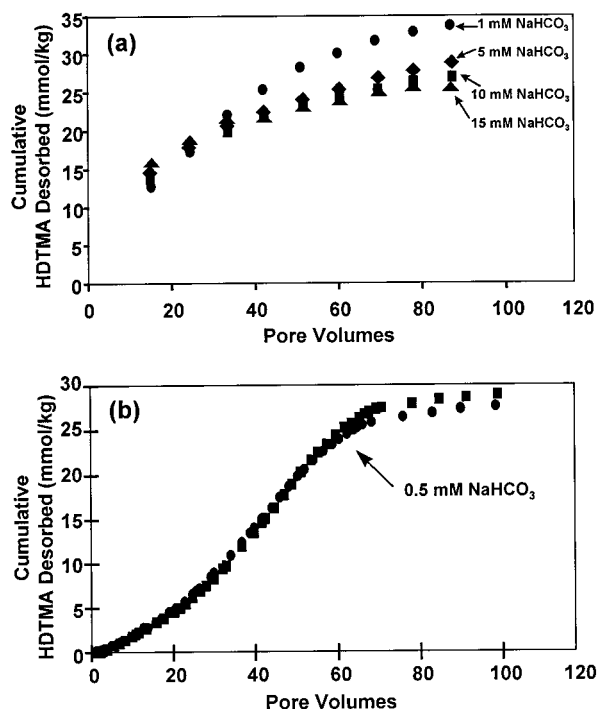 (a)
35
30
25
20
15
10
5
0
Cumulative
HDTMA Desorbed (mmol/kg)
1 mM NaHCO₃
5 mM NaHCO₃
10 mM NaHCO₃
15 mM NaHCO₃
0 20 40 60 80 100 120
Pore Volumes
(b)
30
25
20
15
10
5
0
Cumulative
HDTMA Desorbed (mmol/kg)
0.5 mM NaHCO₃
0 20 40 60 80 100 120
Pore Volumes